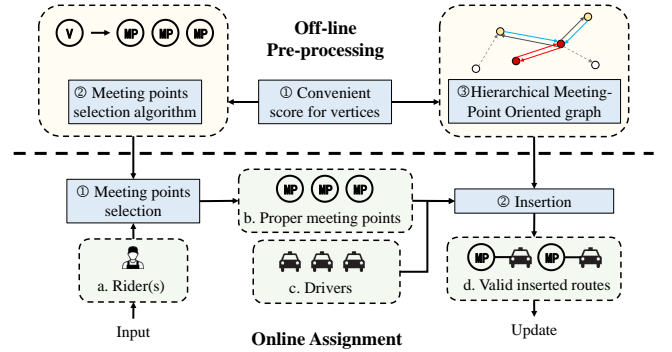 Off-line
Pre-processing
V MP MP MP
② Meeting points
selection algorithm
① Convenient
score for vertices
③Hierarchical Meeting-
Point Oriented graph
① Meeting points
selection
MP MP MP
b. Proper meeting points
② Insertion
a. Rider(s)
c. Drivers
MP MP
d. Valid inserted routes
Input
Online Assignment
Update